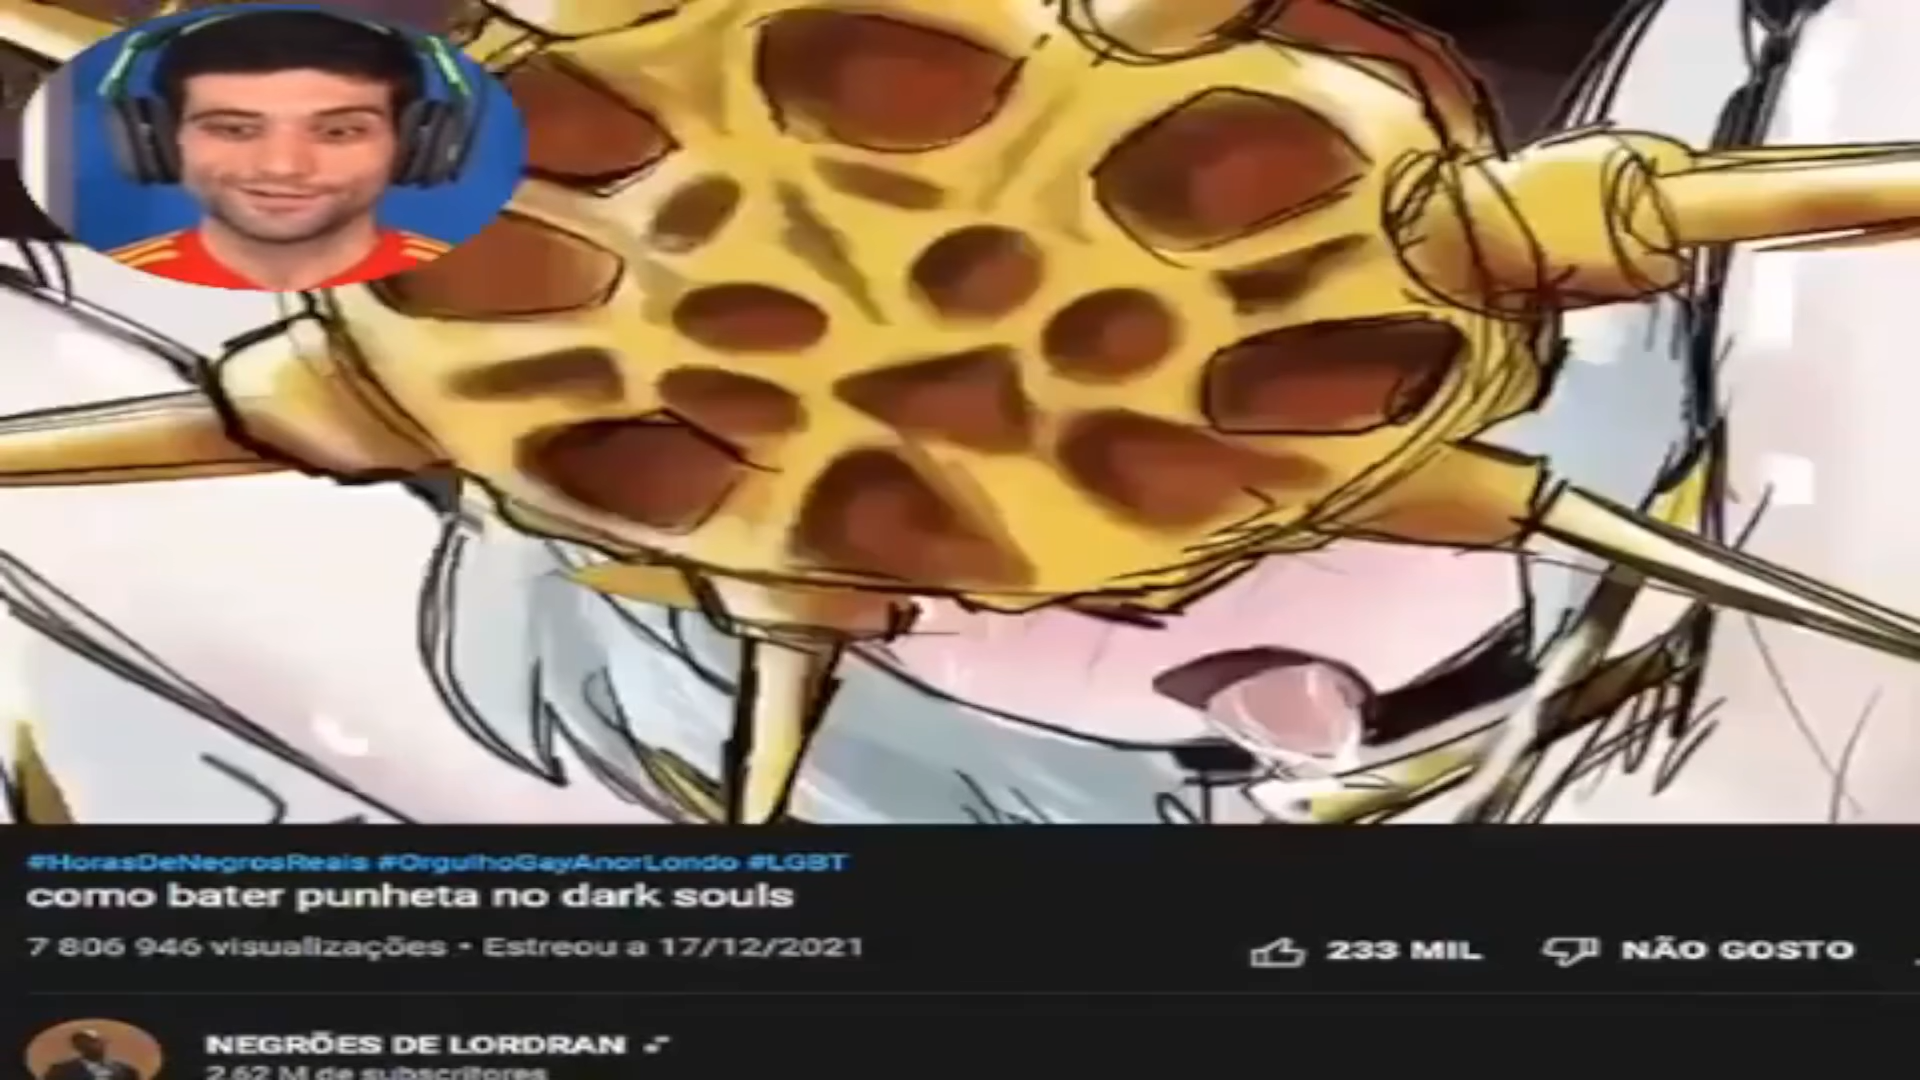 #HorasDeNegrosReais #OrgulhoGayAnorLondo #LGBT
como bater punheta no dark souls
7 806 946 visualizações • Estreou a 17/12/2021
233 MIL
NÃO GOSTO
NEGRÕES DE LORDRAN
2,62 M de subscritores